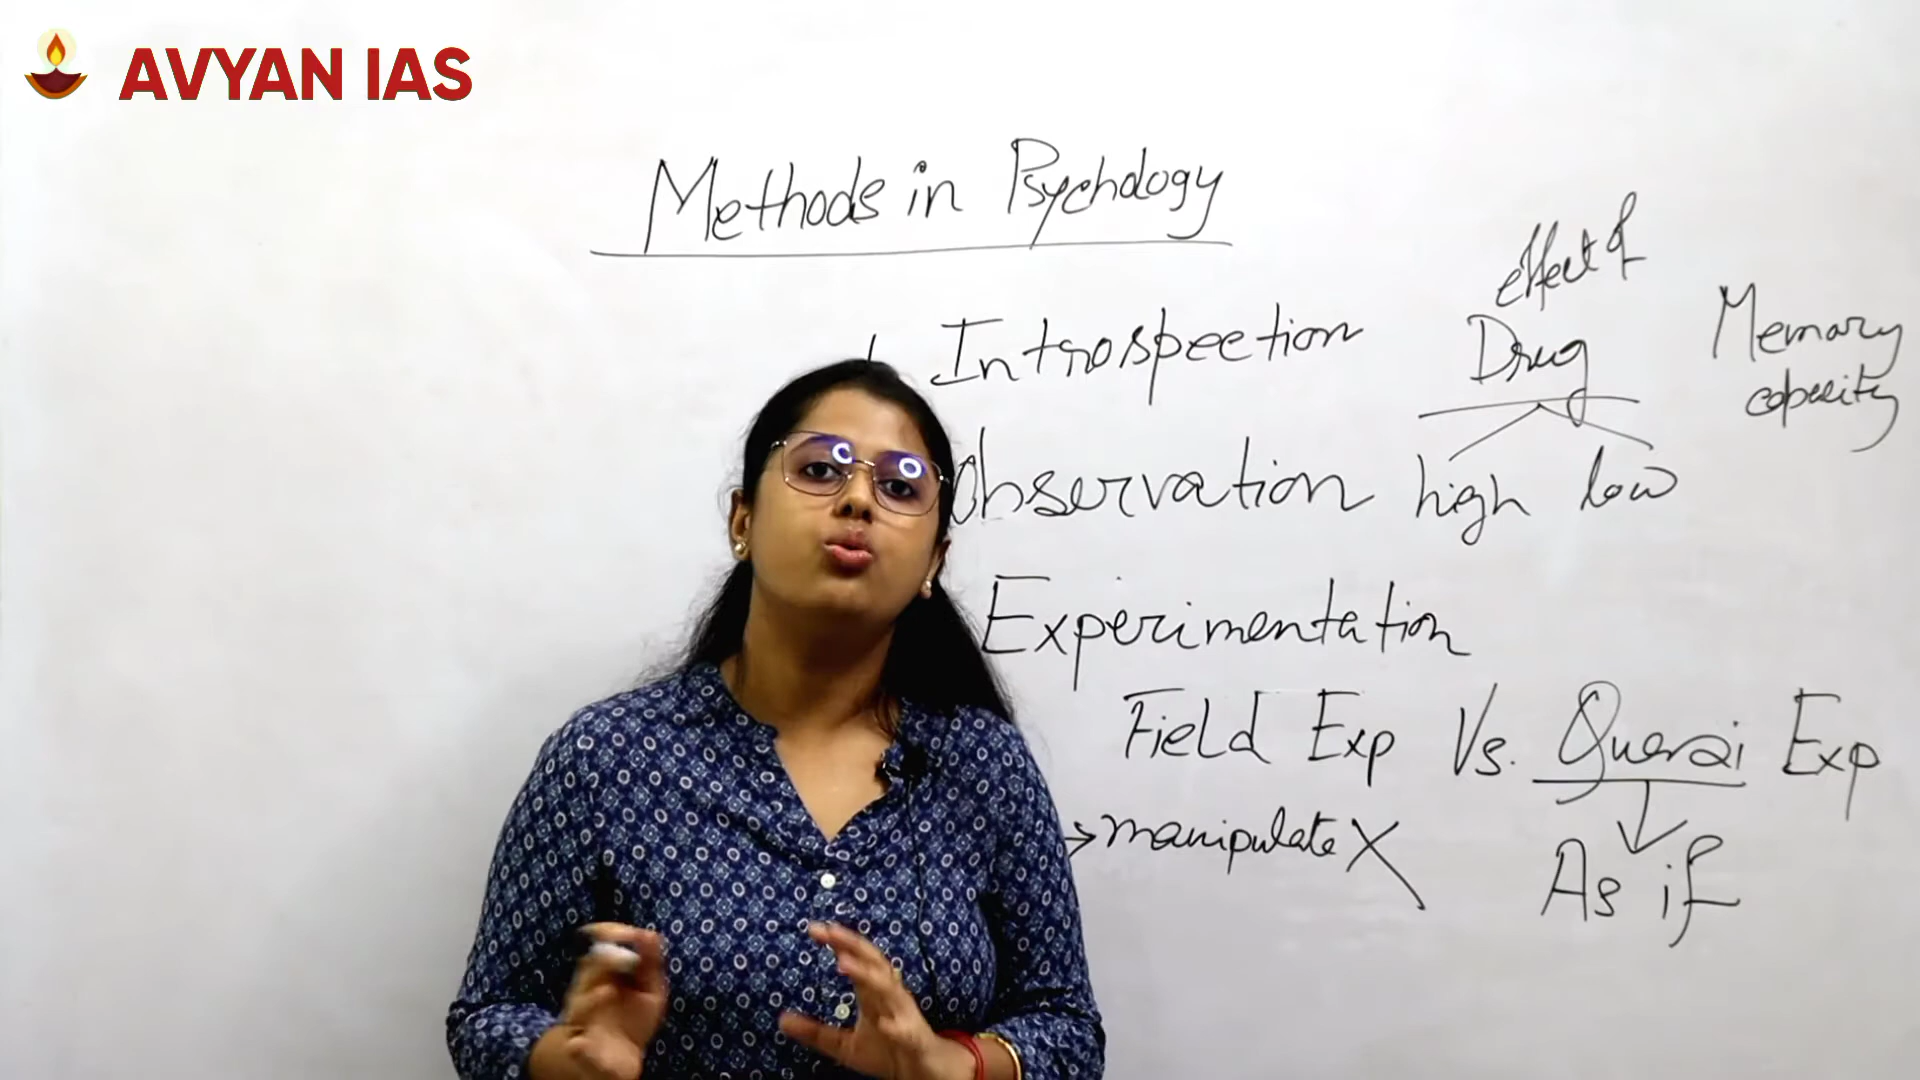 AVYAN IAS
Methods in Psychology
Introspection
effect of
Drug
high low
Memory
capacity
Observation
Experimentation
Field Exp Vs. Quasai Exp
→ manipulate X
As if